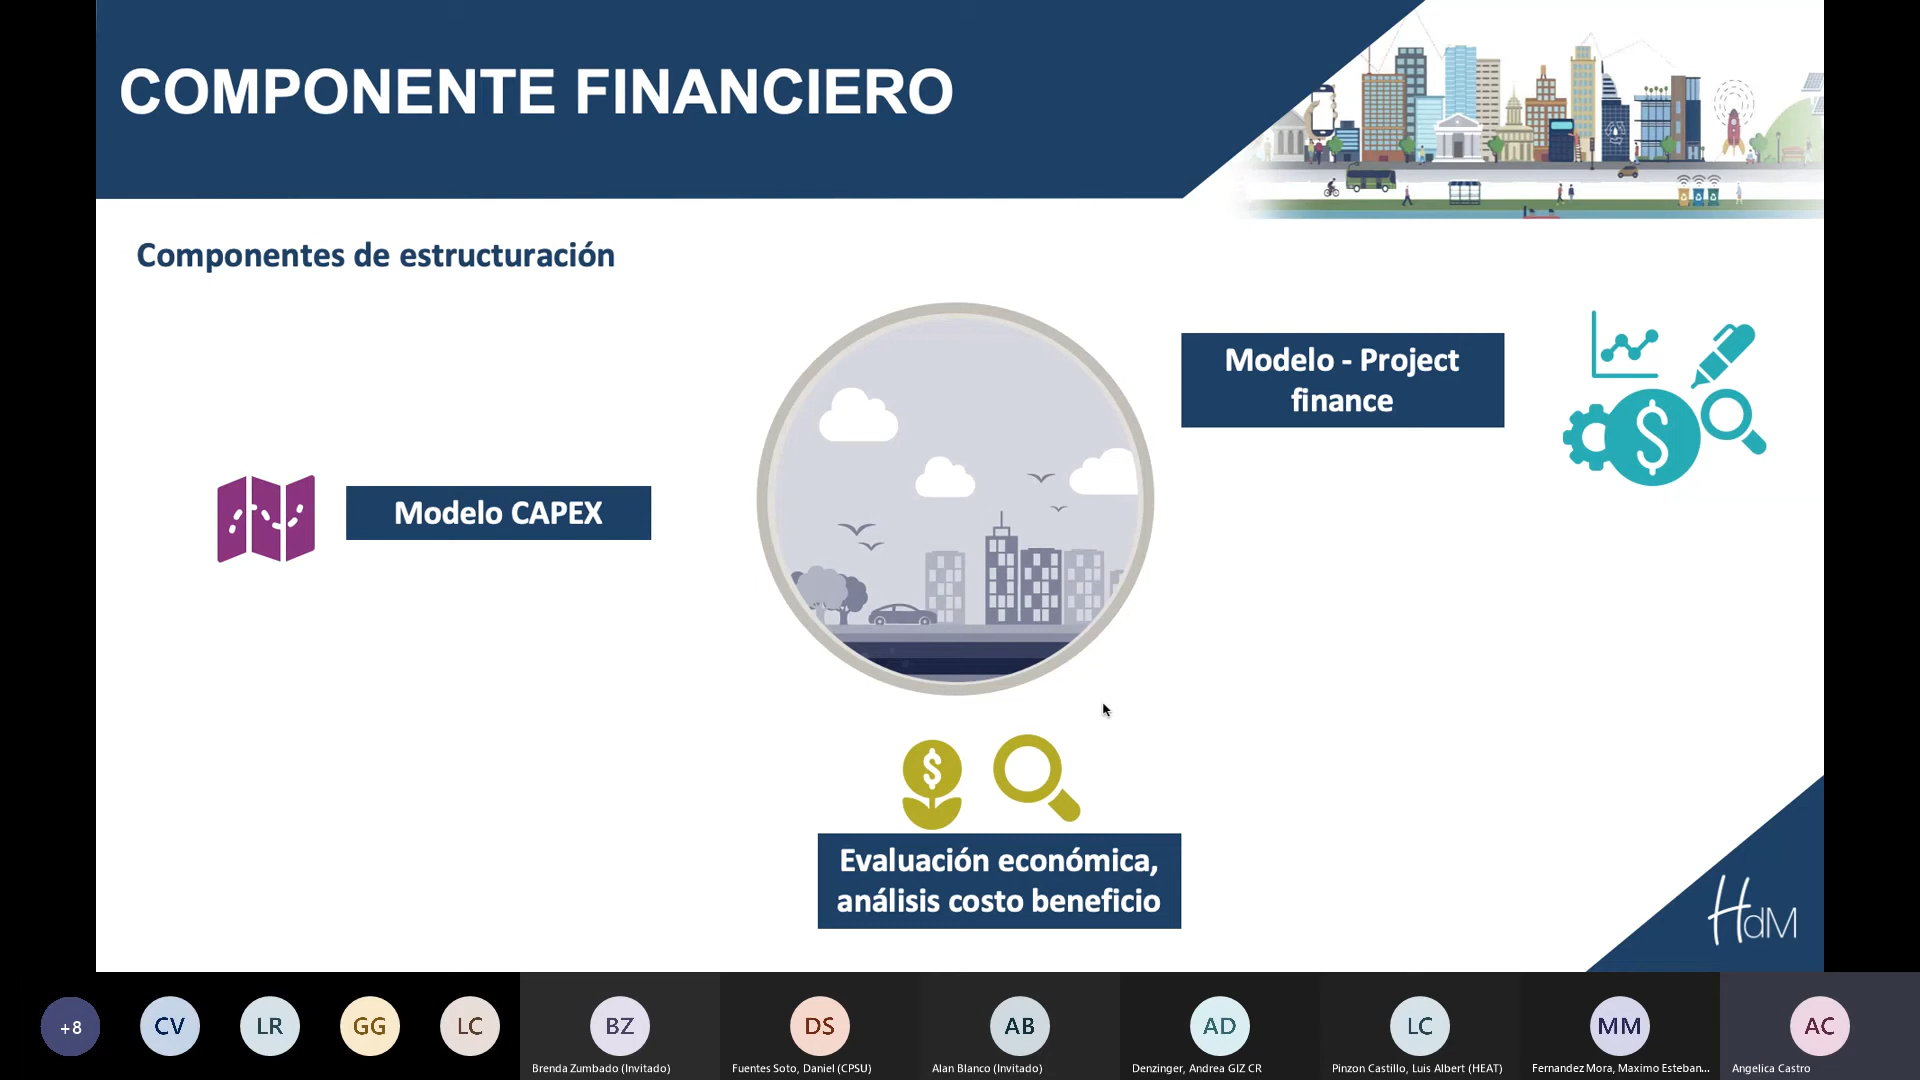 COMPONENTE FINANCIERO
Componentes de estructuración
Modelo - Project
finance
Modelo CAPEX
Evaluación económica,
análisis costo beneficio
HdM
+8
CV
LR
GG
LC
BZ
DS
AB
AD
LC
MM
AC
Brenda Zumbado (Invitado)
Fuentes Soto, Daniel (CPSU)
Alan Blanco (Invitado)
Denzinger, Andrea GIZ CR
Pinzon Castillo, Luis Albert (HEAT)
Fernandez Mora, Maximo Esteban...
Angelica Castro